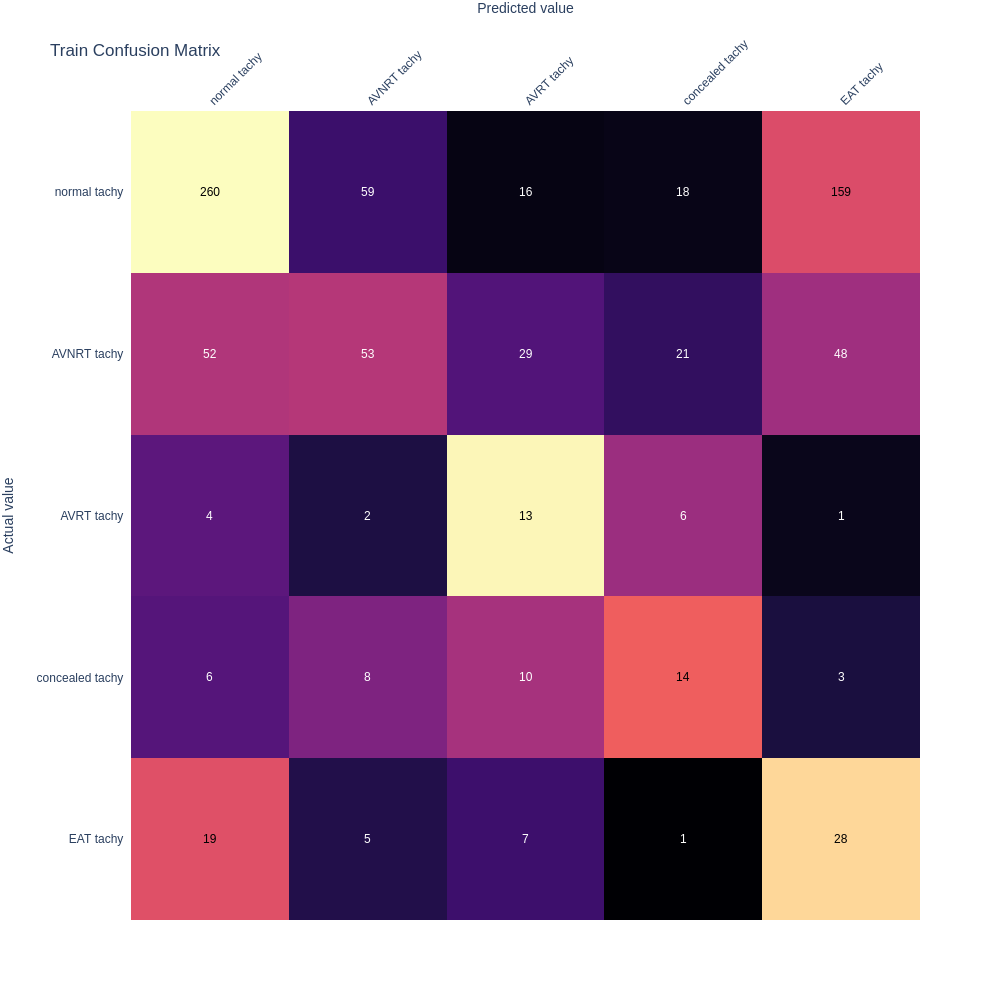 Predicted value
Train Confusion Matrix
normal tachy
AVNRT tachy
AVRT tachy
concealed tachy
EAT tachy
Actual value
normal tachy 260 59 16 18 159
AVNRT tachy 52 53 29 21 48
AVRT tachy 4 2 13 6 1
concealed tachy 6 8 10 14 3
EAT tachy 19 5 7 1 28